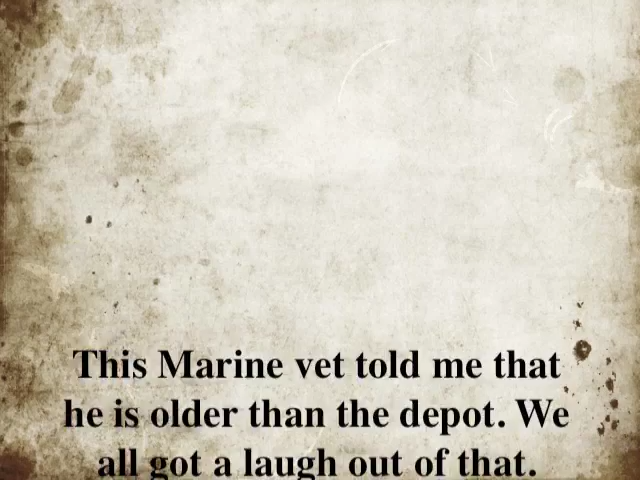 This Marine vet told me that
he is older than the depot. We
all got a laugh out of that.